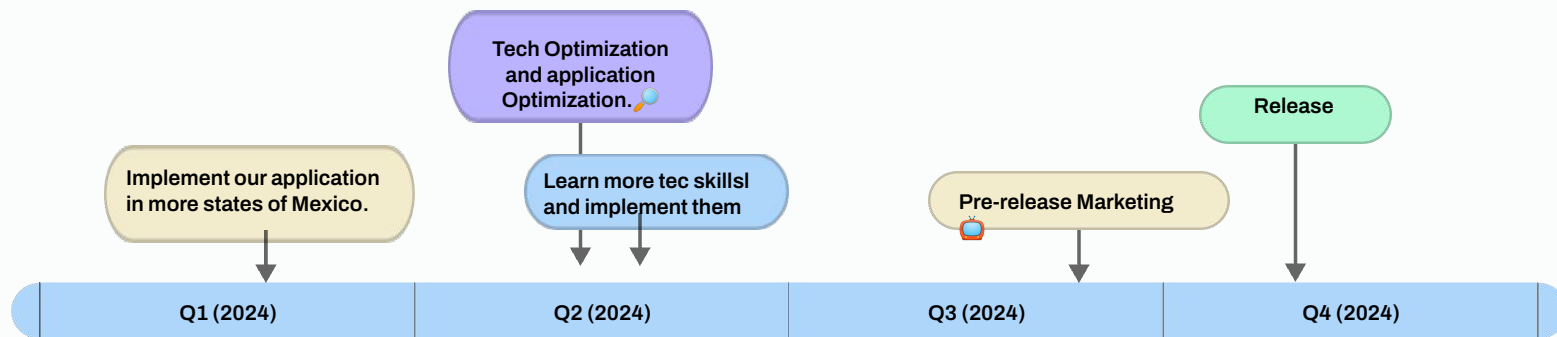 Tech Optimization
and application
Optimization.🔎
Release
Implement our application
in more states of Mexico.
Learn more tec skillsl
and implement them
Pre-release Marketing
📺
Q1 (2024)
Q2 (2024)
Q3 (2024)
Q4 (2024)